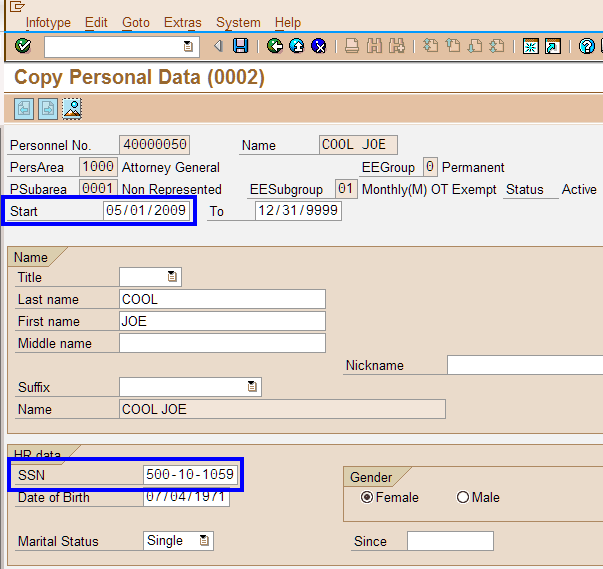 Infotype Edit Goto Extras System Help
Copy Personal Data (0002)
Personnel No. 40000050 Name COOL JOE
PersArea 1000 Attorney General EEGroup 0 Permanent
PSubarea 0001 Non Represented EESubgroup 01 Monthly(M) OT Exempt Status Active
Start 05/01/2009 To 12/31/9999
Name
Title
Last name COOL
First name JOE
Middle name
Nickname
Suffix
Name COOL JOE
HR data
SSN 500-10-1059
Gender
Date of Birth 07/04/1971 Female Male
Marital Status Single Since